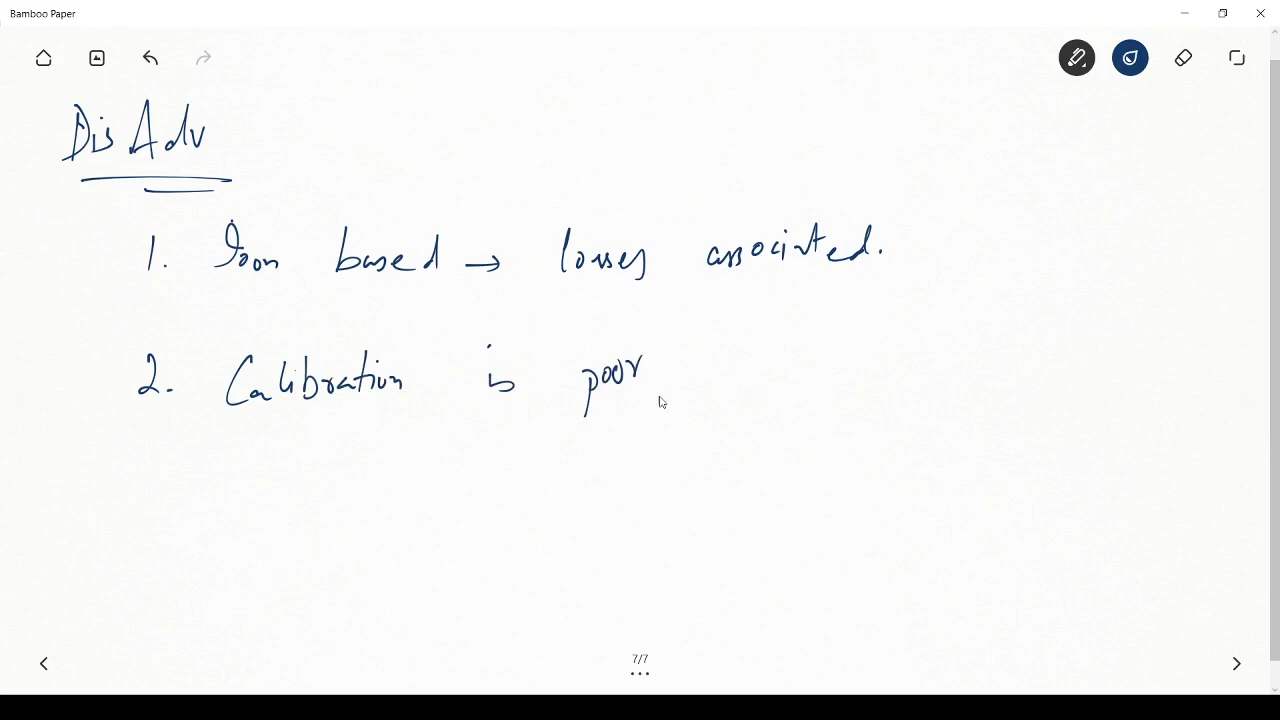 Bamboo Paper
Dis Adv
1. Iron based → losses associated.
2. Calibration is poor
7/7